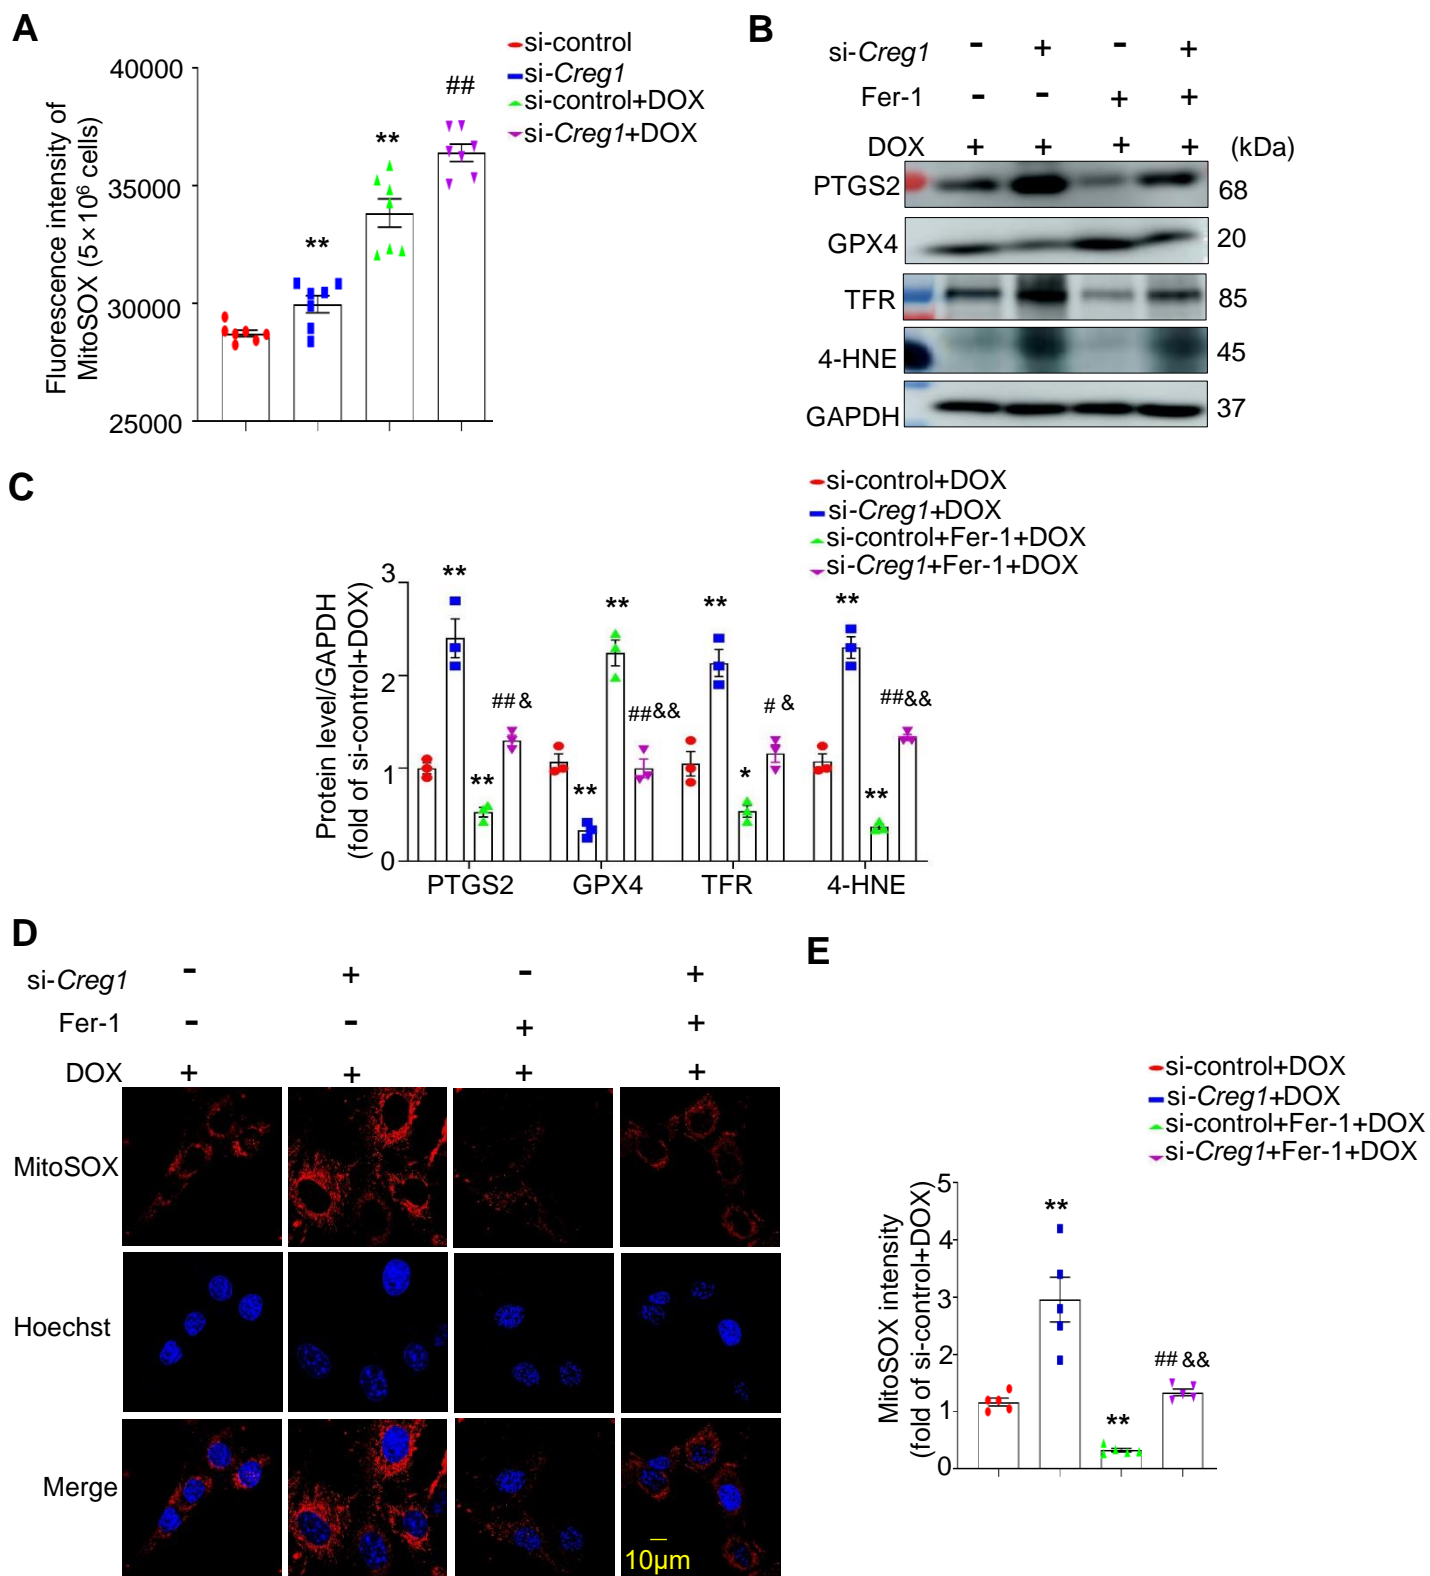 A
Fluorescence intensity of
MitoSOX (5×10⁶ cells)
40000
35000
30000
25000
**
**
##
si-control
si-Creg1
si-control+DOX
si-Creg1+DOX
B
si-Creg1 - + - +
Fer-1 - - + +
DOX + + + + (kDa)
PTGS2 68
GPX4 20
TFR 85
4-HNE 45
GAPDH 37
C
si-control+DOX
si-Creg1+DOX
si-control+Fer-1+DOX
si-Creg1+Fer-1+DOX
Protein level/GAPDH
(fold of si-control+DOX)
3
2
1
0
** ** ## &
** ** ##&&
** * # &
** ** ##&&
PTGS2 GPX4 TFR 4-HNE
D
si-Creg1 - + - +
Fer-1 - - + +
DOX + + + +
MitoSOX
Hoechst
Merge
10μm
E
si-control+DOX
si-Creg1+DOX
si-control+Fer-1+DOX
si-Creg1+Fer-1+DOX
MitoSOX intensity
(fold of si-control+DOX)
5
4
3
2
1
0
**
**
## &&